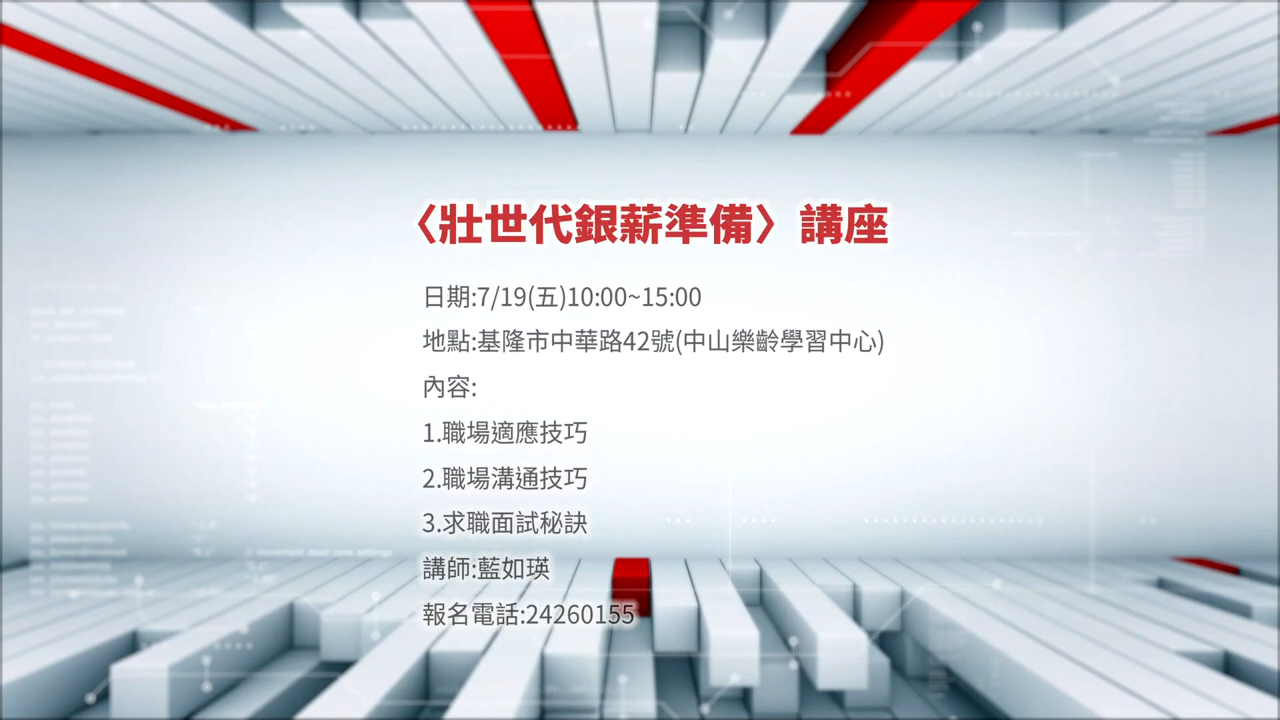 〈壯世代銀薪準備〉講座
日期:7/19(五)10:00~15:00
地點:基隆市中華路42號(中山樂齡學習中心)
內容:
1.職場適應技巧
2.職場溝通技巧
3.求職面試秘訣
講師:藍如瑛
報名電話:24260155